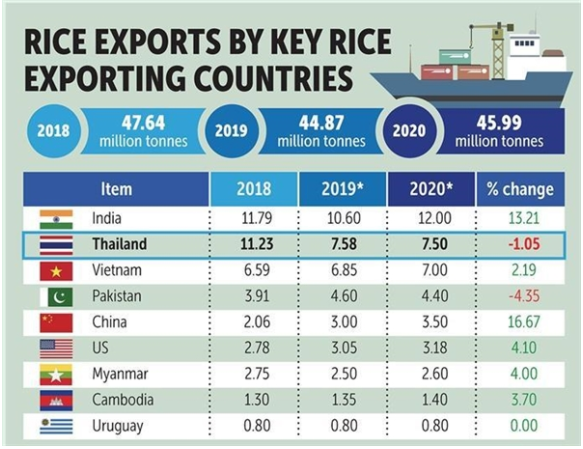 RICE EXPORTS BY KEY RICE
EXPORTING COUNTRIES
2018 47.64 million tonnes 2019 44.87 million tonnes 2020 45.99 million tonnes
Item 2018 2019* 2020* % change
India 11.79 10.60 12.00 13.21
Thailand 11.23 7.58 7.50 -1.05
Vietnam 6.59 6.85 7.00 2.19
Pakistan 3.91 4.60 4.40 -4.35
China 2.06 3.00 3.50 16.67
US 2.78 3.05 3.18 4.10
Myanmar 2.75 2.50 2.60 4.00
Cambodia 1.30 1.35 1.40 3.70
Uruguay 0.80 0.80 0.80 0.00